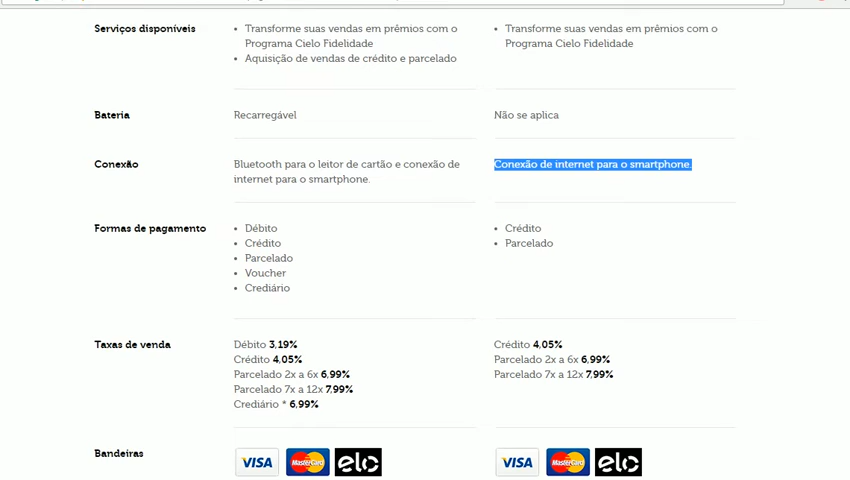 Serviços disponíveis
• Transforme suas vendas em prêmios com o
Programa Cielo Fidelidade
• Aquisição de vendas de crédito e parcelado
• Transforme suas vendas em prêmios com o
Programa Cielo Fidelidade
Bateria
Recarregável
Não se aplica
Conexão
Bluetooth para o leitor de cartão e conexão de
internet para o smartphone.
Conexão de internet para o smartphone.
Formas de pagamento
• Débito
• Crédito
• Parcelado
• Voucher
• Crediário
• Crédito
• Parcelado
Taxas de venda
Débito 3,19%
Crédito 4,05%
Parcelado 2x a 6x 6,99%
Parcelado 7x a 12x 7,99%
Crediário * 6,99%
Crédito 4,05%
Parcelado 2x a 6x 6,99%
Parcelado 7x a 12x 7,99%
Bandeiras
VISA MasterCard elo
VISA MasterCard elo